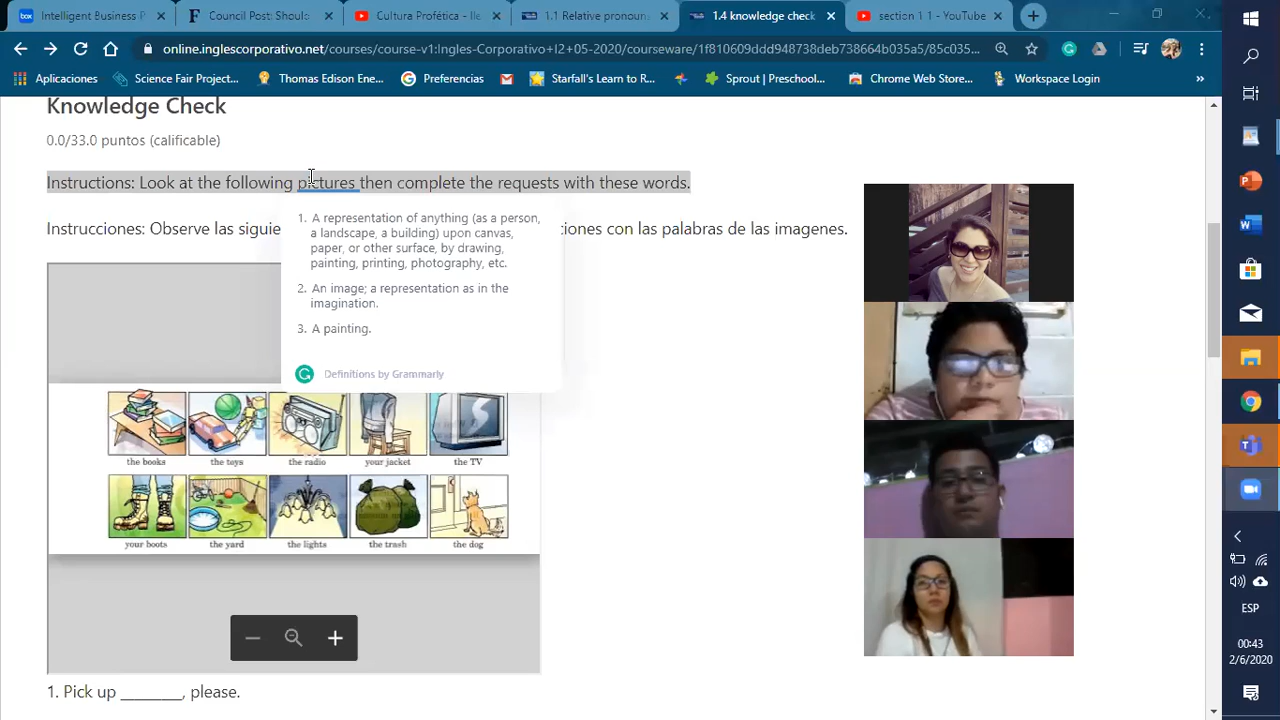 Intelligent Business P
Council Post: Should
Cultura Profética - Ile
1.1 Relative pronoun
1.4 knowledge check
section 1 1 - YouTube
online.inglescorporativo.net/courses/course-v1:Ingles-Corporativo+I2+05-2020/courseware/1f810609ddd948738deb738664b035a5/85c035...
Aplicaciones
Science Fair Project...
Thomas Edison Ene...
Preferencias
Starfall's Learn to R...
Sprout | Preschool...
Chrome Web Store...
Workspace Login
»
Knowledge Check
0.0/33.0 puntos (calificable)
Instructions: Look at the following pictures then complete the requests with these words.
Instrucciones: Observe las siguie
ciones con las palabras de las imagenes.
1. A representation of anything (as a person,
a landscape, a building) upon canvas,
paper, or other surface, by drawing,
painting, printing, photography, etc.
2. An image; a representation as in the
imagination.
3. A painting.
Definitions by Grammarly
the books the toys the radio your jacket the TV
your boots the yard the lights the trash the dog
1. Pick up ________, please.
ESP
00:43
2/6/2020